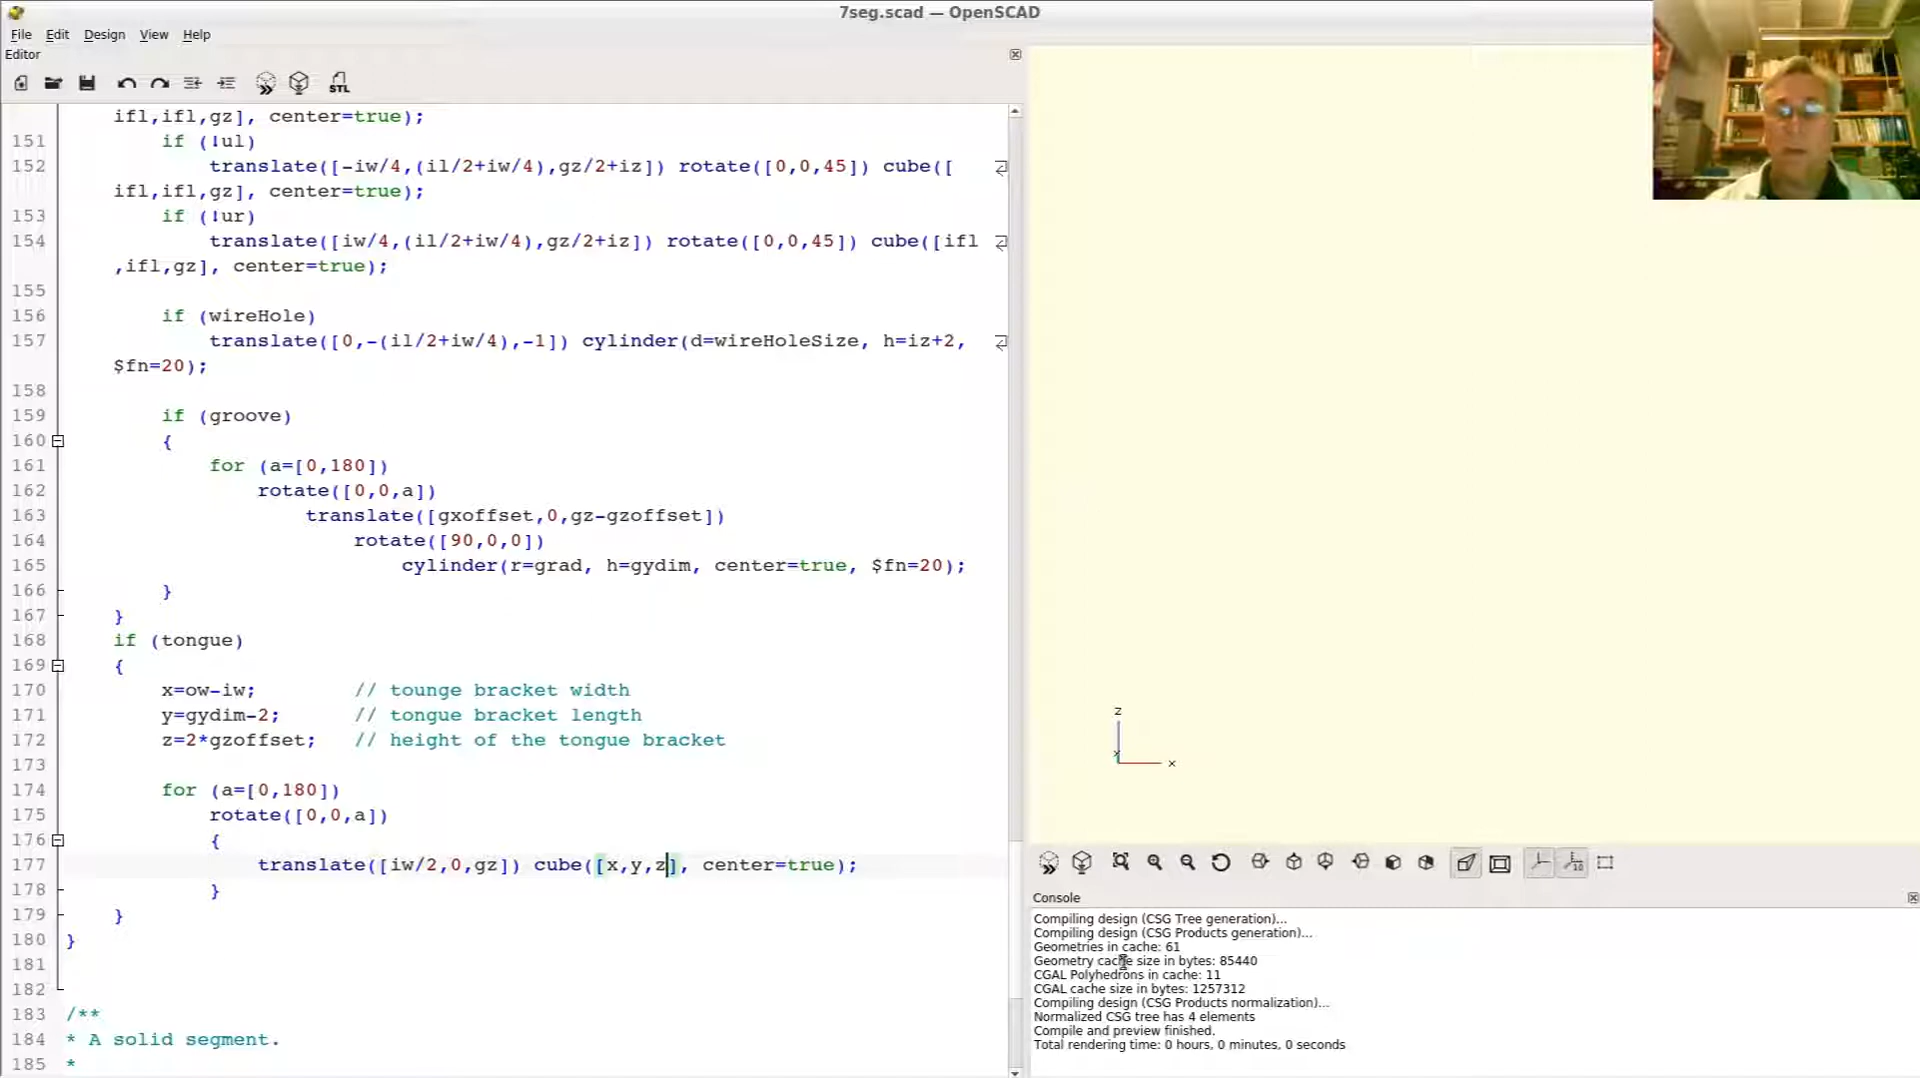 7seg.scad — OpenSCAD
File Edit Design View Help
Editor
STL
ifl,ifl,gz], center=true);
151 if (!ul)
152 translate([-iw/4,(il/2+iw/4),gz/2+iz]) rotate([0,0,45]) cube([
ifl,ifl,gz], center=true);
153 if (!ur)
154 translate([iw/4,(il/2+iw/4),gz/2+iz]) rotate([0,0,45]) cube([ifl
,ifl,gz], center=true);
155
156 if (wireHole)
157 translate([0,-(il/2+iw/4),-1]) cylinder(d=wireHoleSize, h=iz+2,
$fn=20);
158
159 if (groove)
160 {
161 for (a=[0,180])
162 rotate([0,0,a])
163 translate([gxoffset,0,gz-gzoffset])
164 rotate([90,0,0])
165 cylinder(r=grad, h=gydim, center=true, $fn=20);
166 }
167 }
168 if (tongue)
169 {
170 x=ow-iw; // tounge bracket width
171 y=gydim-2; // tongue bracket length
172 z=2*gzoffset; // height of the tongue bracket
173
174 for (a=[0,180])
175 rotate([0,0,a])
176 {
177 translate([iw/2,0,gz]) cube([x,y,z], center=true);
178 }
179 }
180 }
181
182
183 /**
184 * A solid segment.
185 *
z
x
10
Console
Compiling design (CSG Tree generation)...
Compiling design (CSG Products generation)...
Geometries in cache: 61
Geometry cache size in bytes: 85440
CGAL Polyhedrons in cache: 11
CGAL cache size in bytes: 1257312
Compiling design (CSG Products normalization)...
Normalized CSG tree has 4 elements
Compile and preview finished.
Total rendering time: 0 hours, 0 minutes, 0 seconds